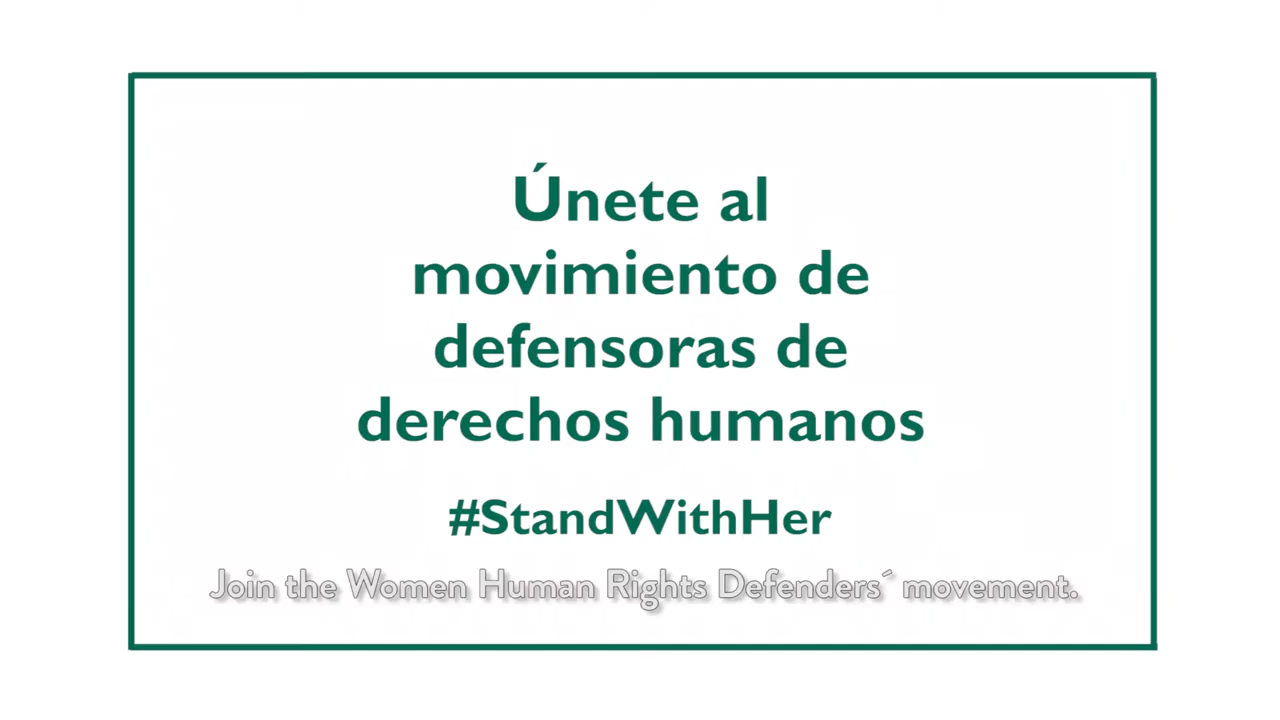 Únete al
movimiento de
defensoras de
derechos humanos
#StandWithHer
Join the Women Human Rights Defenders´ movement.